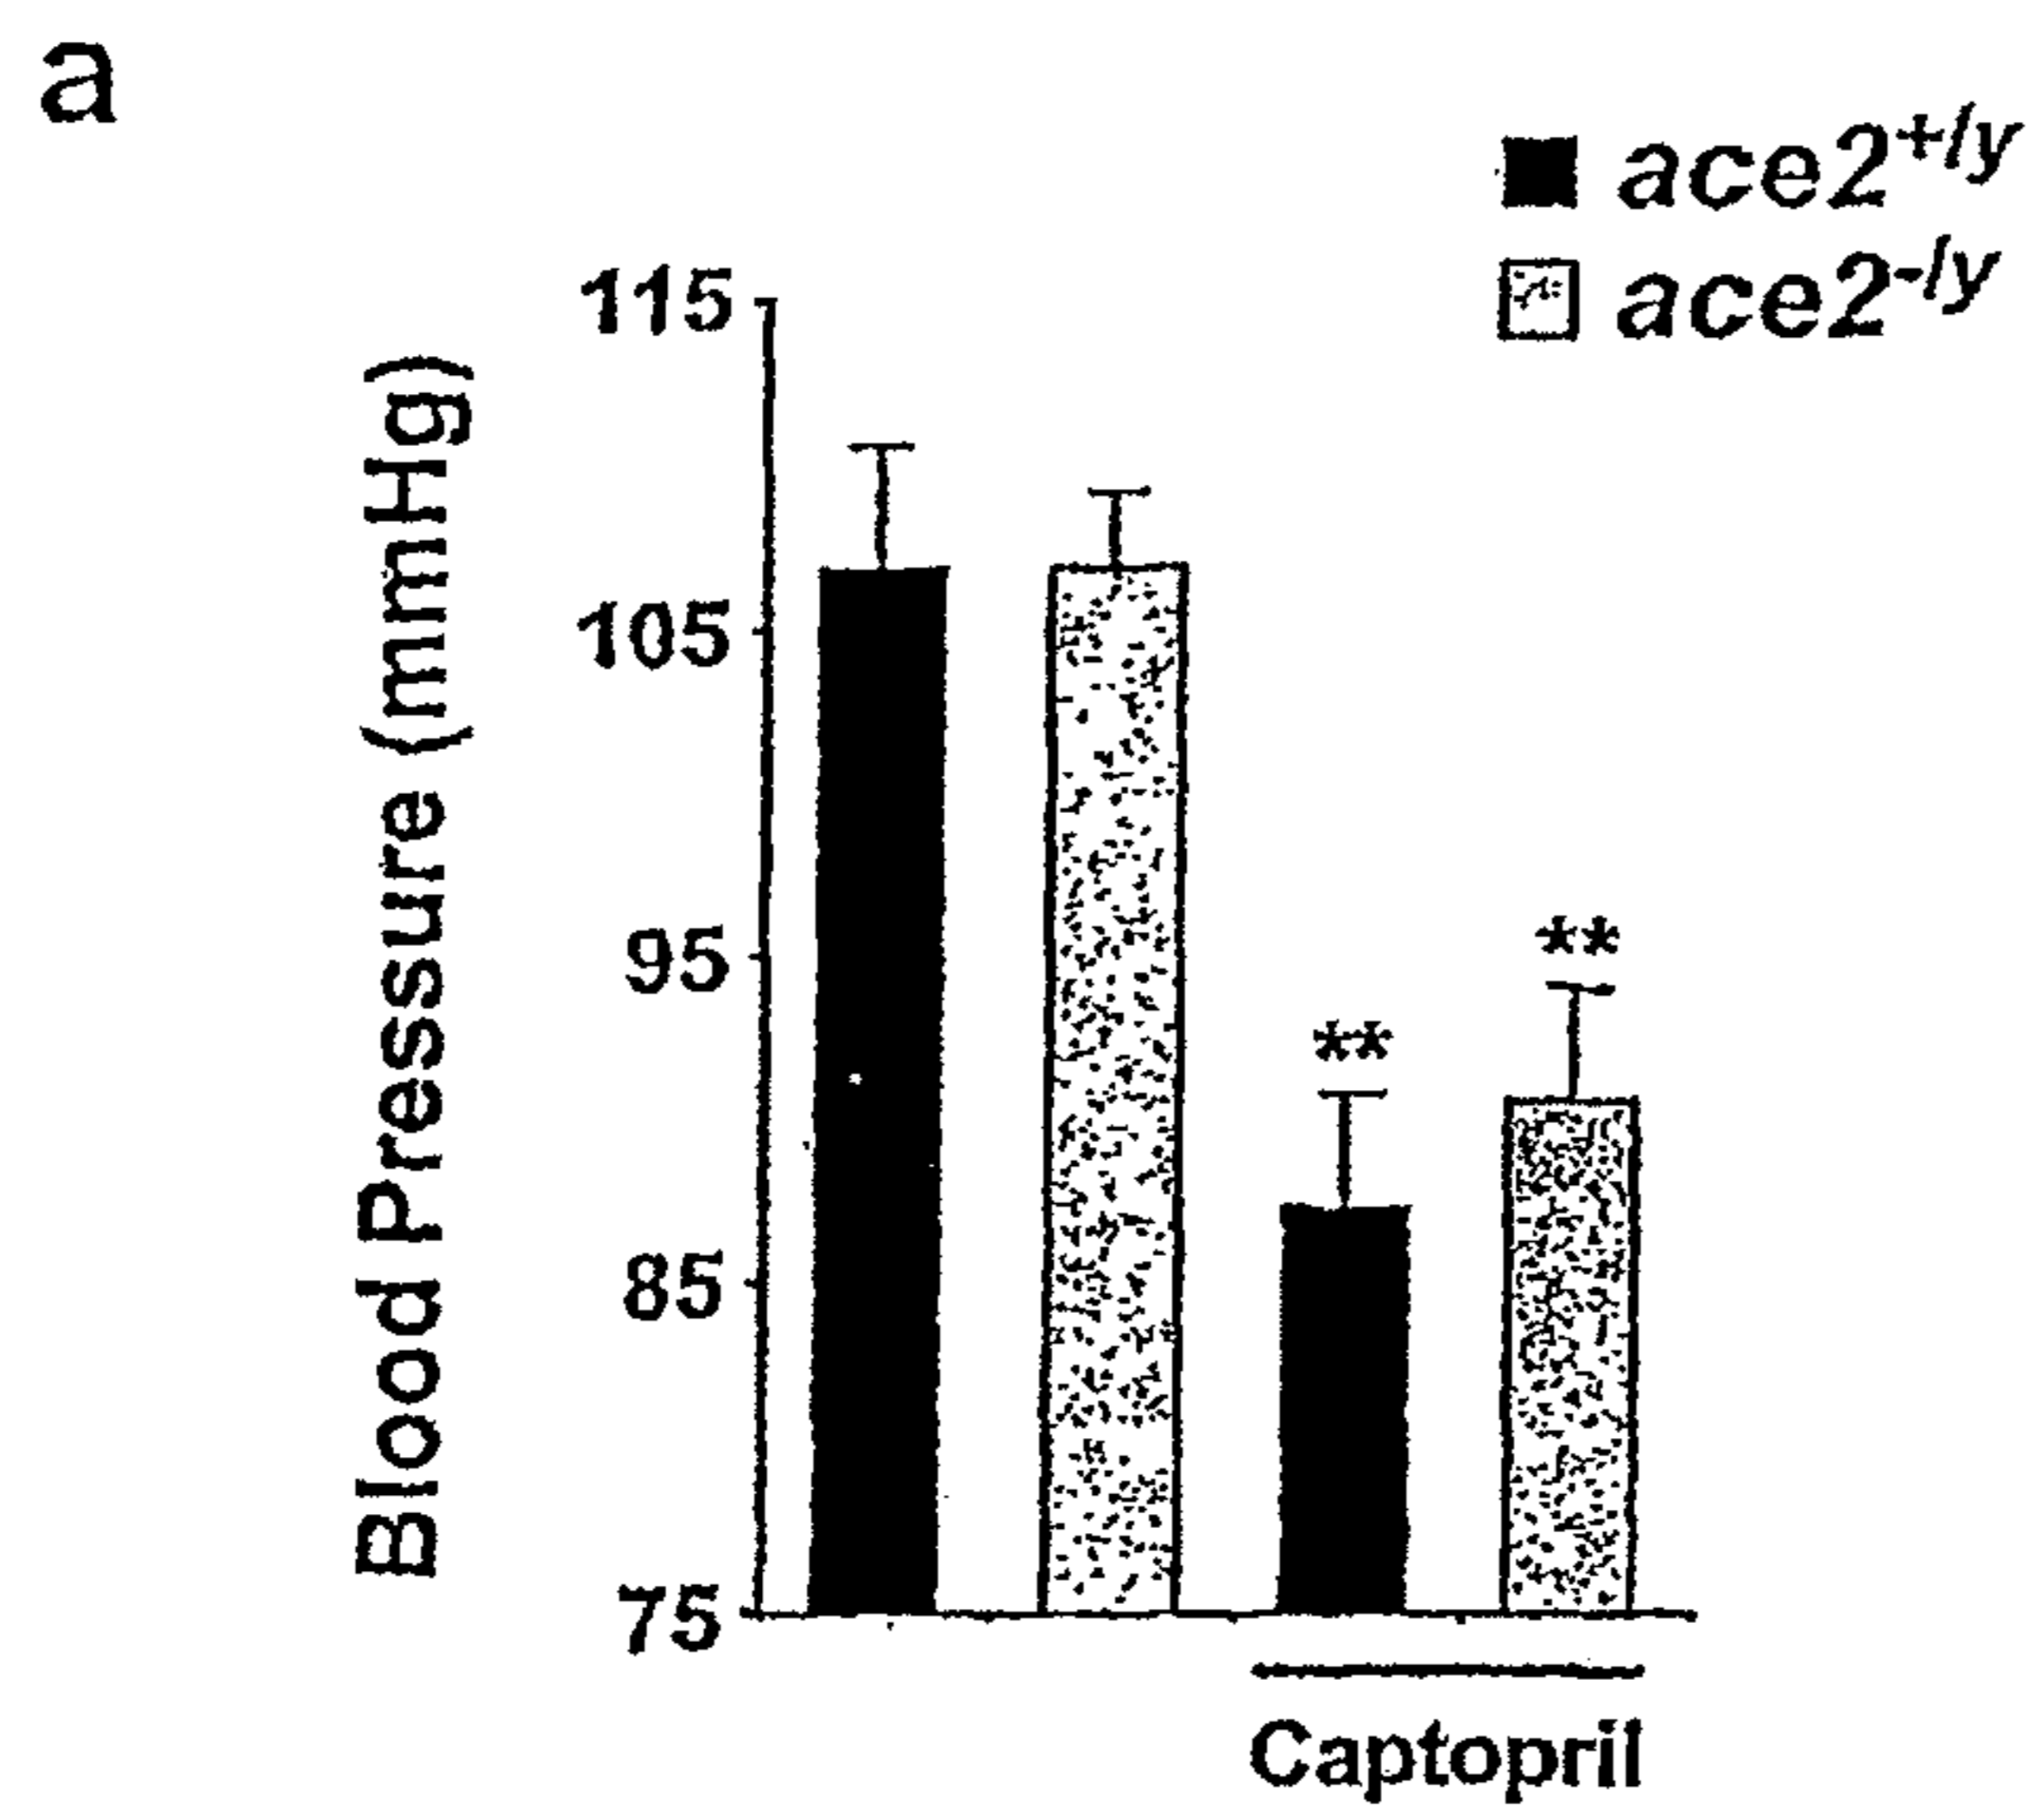 a
ace2+/y
ace2-/y
Blood Pressure (mmHg)
115
105
95
85
75
**
**
Captopril